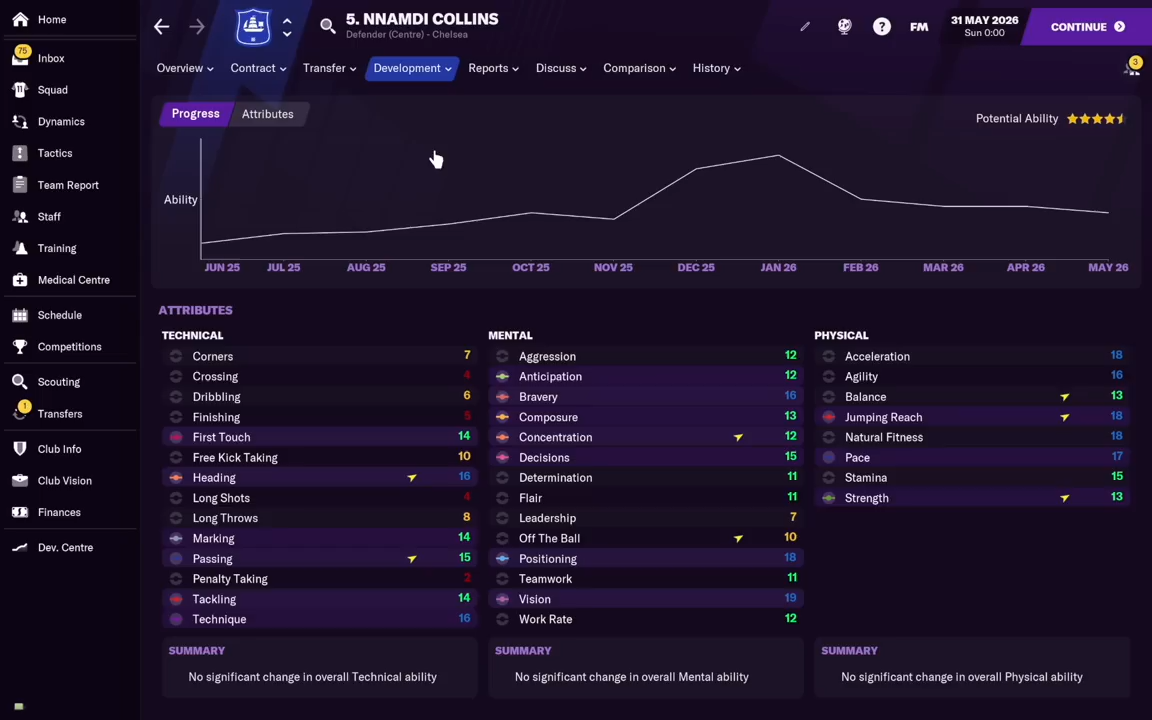 Home
75
Inbox
Squad
Dynamics
Tactics
Team Report
Staff
Training
Medical Centre
Schedule
Competitions
Scouting
1
Transfers
Club Info
Club Vision
Finances
Dev. Centre
5. NNAMDI COLLINS
Defender (Centre) - Chelsea
? FM
31 MAY 2026
Sun 0:00
CONTINUE
Overview Contract Transfer Development Reports Discuss Comparison History
3
Progress Attributes
Potential Ability
Ability
JUN 25 JUL 25 AUG 25 SEP 25 OCT 25 NOV 25 DEC 25 JAN 26 FEB 26 MAR 26 APR 26 MAY 26
ATTRIBUTES
TECHNICAL
Corners 7
Crossing 4
Dribbling 6
Finishing 5
First Touch 14
Free Kick Taking 10
Heading 16
Long Shots 4
Long Throws 8
Marking 14
Passing 15
Penalty Taking 2
Tackling 14
Technique 16
SUMMARY
No significant change in overall Technical ability
MENTAL
Aggression 12
Anticipation 12
Bravery 16
Composure 13
Concentration 12
Decisions 15
Determination 11
Flair 11
Leadership 7
Off The Ball 10
Positioning 18
Teamwork 11
Vision 19
Work Rate 12
SUMMARY
No significant change in overall Mental ability
PHYSICAL
Acceleration 18
Agility 16
Balance 13
Jumping Reach 18
Natural Fitness 18
Pace 17
Stamina 15
Strength 13
SUMMARY
No significant change in overall Physical ability